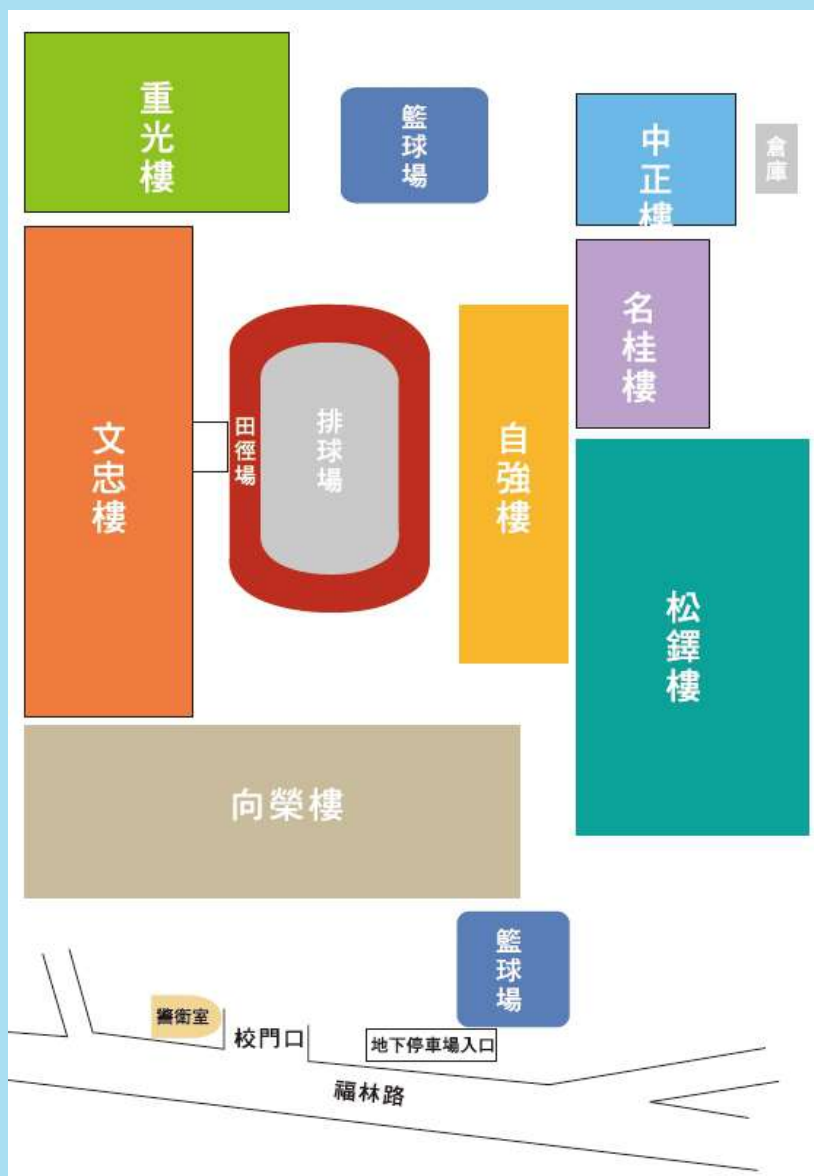 重光樓
籃球場
中正樓
倉庫
名桂樓
文忠樓
田徑場
排球場
自強樓
松鐸樓
向榮樓
籃球場
警衛室
校門口
地下停車場入口
福林路